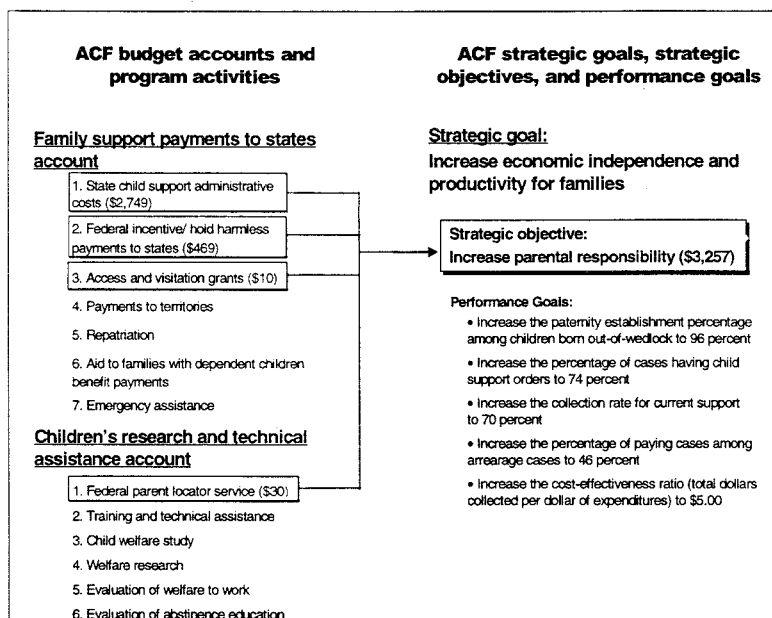 ACF budget accounts and
program activities
Family support payments to states
account
1. State child support administrative
costs ($2,749)
2. Federal incentive/ hold harmless
payments to states ($469)
3. Access and visitation grants ($10)
4. Payments to territories
5. Repatriation
6. Aid to families with dependent children
benefit payments
7. Emergency assistance
Children's research and technical
assistance account
1. Federal parent locator service ($30)
2. Training and technical assistance
3. Child welfare study
4. Welfare research
5. Evaluation of welfare to work
6. Evaluation of abstinence education
ACF strategic goals, strategic
objectives, and performance goals
Strategic goal:
Increase economic independence and
productivity for families
Strategic objective:
Increase parental responsibility ($3,257)
Performance Goals:
• Increase the paternity establishment percentage
among children born out-of-wedlock to 96 percent
• Increase the percentage of cases having child
support orders to 74 percent
• Increase the collection rate for current support
to 70 percent
• Increase the percentage of paying cases among
arrearage cases to 46 percent
• Increase the cost-effectiveness ratio (total dollars
collected per dollar of expenditures) to $5.00